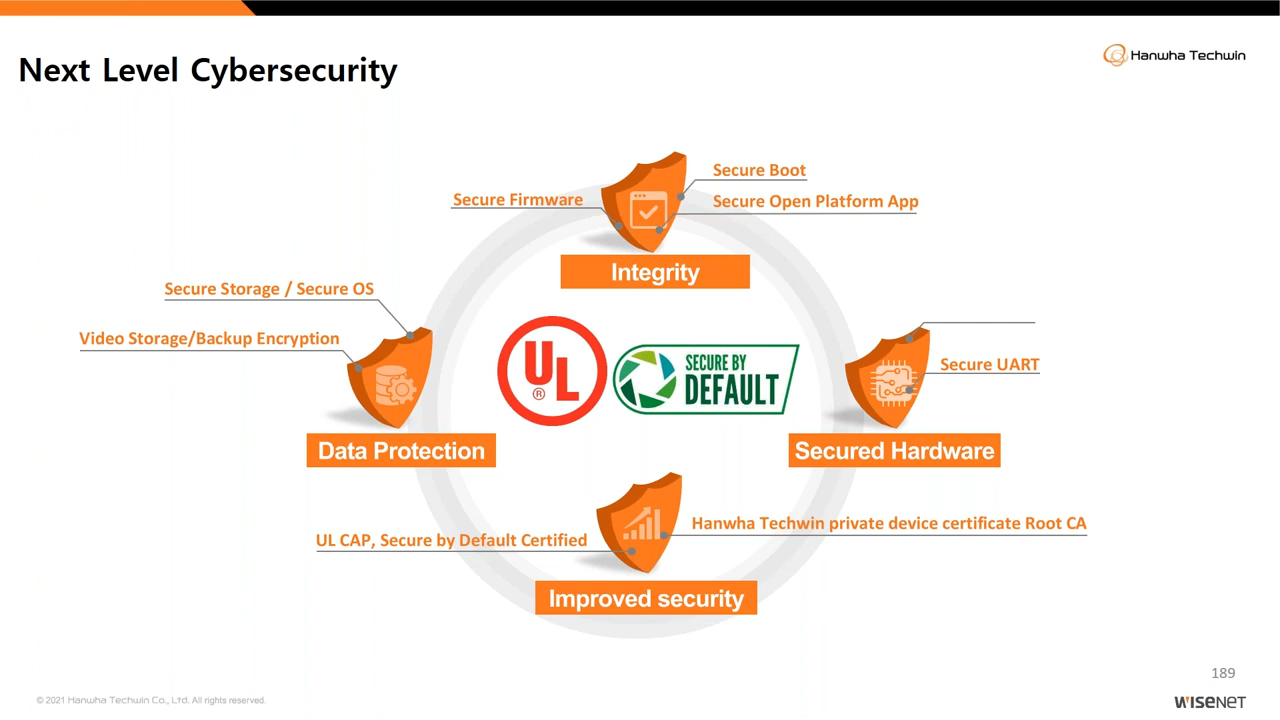 Next Level Cybersecurity
Hanwha Techwin
Secure Boot
Secure Firmware
Secure Open Platform App
Integrity
Secure Storage / Secure OS
Video Storage/Backup Encryption
Data Protection
UL
®
SECURE BY
DEFAULT
Secure UART
Secured Hardware
Hanwha Techwin private device certificate Root CA
UL CAP, Secure by Default Certified
Improved security
189
© 2021 Hanwha Techwin Co., Ltd. All rights reserved.
WISENET